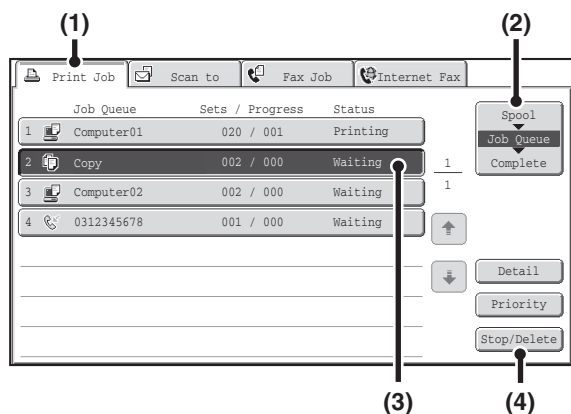 (1) (2)
Print Job Scan to Fax Job Internet Fax
Job Queue Sets / Progress Status
1 Computer01 020 / 001 Printing
2 Copy 002 / 000 Waiting
3 Computer02 002 / 000 Waiting
4 0312345678 001 / 000 Waiting
1
1
Spool
Job Queue
Complete
Detail
Priority
Stop/Delete
(3) (4)